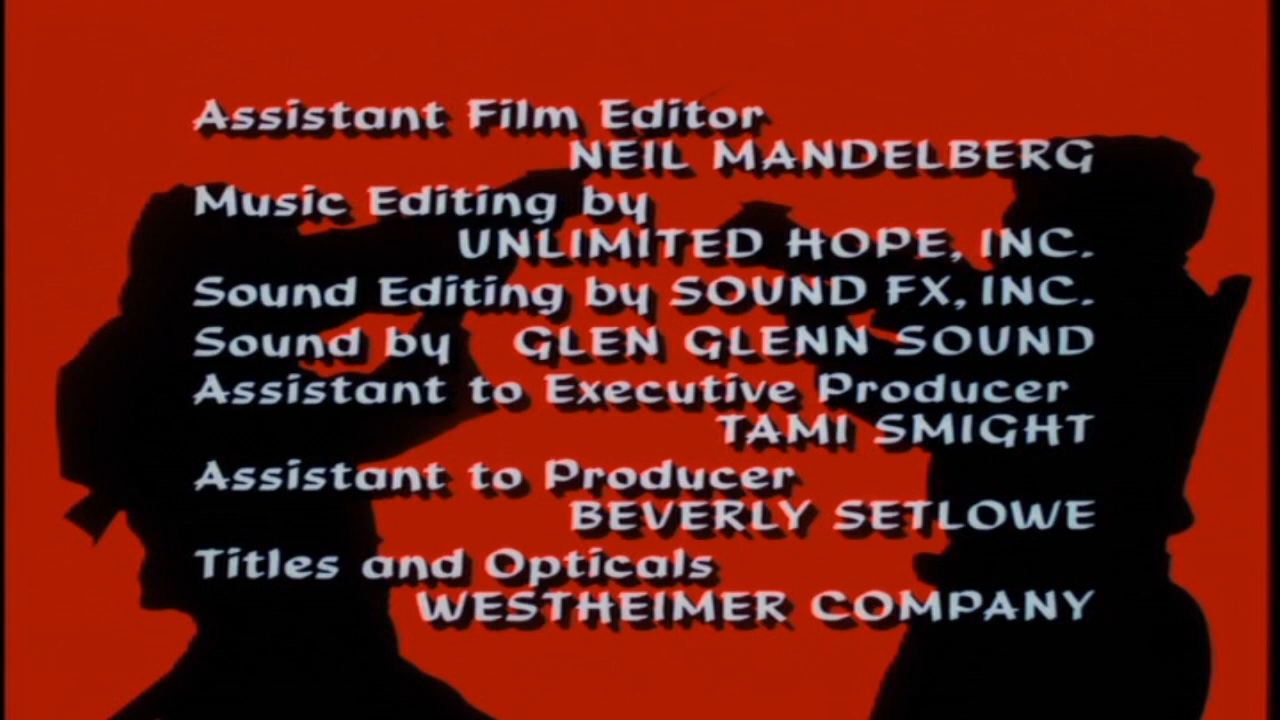 Assistant Film Editor
NEIL MANDELBERG
Music Editing by
UNLIMITED HOPE, INC.
Sound Editing by SOUND FX, INC.
Sound by GLEN GLENN SOUND
Assistant to Executive Producer
TAMI SMIGHT
Assistant to Producer
BEVERLY SETLOWE
Titles and Opticals
WESTHEIMER COMPANY